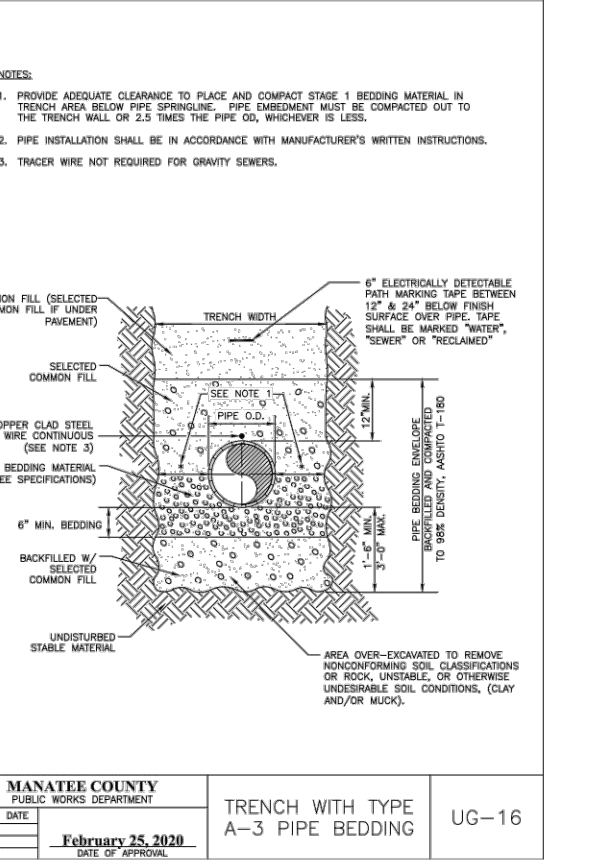 NOTES:
1. PROVIDE ADEQUATE CLEARANCE TO PLACE AND COMPACT STAGE 1 BEDDING MATERIAL IN
TRENCH AREA BELOW PIPE SPRINGLINE. PIPE EMBEDMENT MUST BE COMPACTED OUT TO
THE TRENCH WALL OR 2.5 TIMES THE PIPE OD, WHICHEVER IS LESS.
2. PIPE INSTALLATION SHALL BE IN ACCORDANCE WITH MANUFACTURER'S WRITTEN INSTRUCTIONS.
3. TRACER WIRE NOT REQUIRED FOR GRAVITY SEWERS.
FILL (SELECTED
FILL IF UNDER
PAVEMENT)
SELECTED
COMMON FILL
CLAD STEEL
WIRE CONTINUOUS
(SEE NOTE 3)
BEDDING MATERIAL
SPECIFICATIONS)
6" MIN. BEDDING
BACKFILLED W/
SELECTED
COMMON FILL
UNDISTURBED
STABLE MATERIAL
TRENCH WIDTH
SEE NOTE 1
PIPE O.D.
6" ELECTRICALLY DETECTABLE
PATH MARKING TAPE BETWEEN
12" & 24" BELOW FINISH
SURFACE OVER PIPE. TAPE
SHALL BE MARKED "WATER",
"SEWER" OR "RECLAIMED"
12"MIN.
1'-6" MIN.
3'-0" MAX.
PIPE BEDDING ENVELOPE
BACKFILLED AND COMPACTED
TO 98% DENSITY, AASHTO T-180
AREA OVER-EXCAVATED TO REMOVE
NONCONFORMING SOIL CLASSIFICATIONS
OR ROCK, UNSTABLE, OR OTHERWISE
UNDESIRABLE SOIL CONDITIONS, (CLAY
AND/OR MUCK).
MANATEE COUNTY
PUBLIC WORKS DEPARTMENT
DATE
February 25, 2020
DATE OF APPROVAL
TRENCH WITH TYPE
A-3 PIPE BEDDING
UG-16